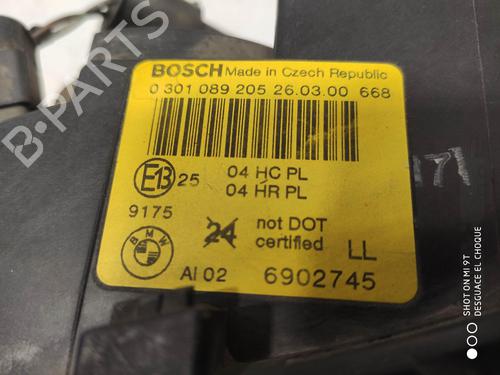 B-PARTS
BOSCH Made in Czech Republic
0 301 089 205 26.03.00 668
E13 25 04 HC PL
04 HR PL
9175
24 not DOT
certified LL
BMW
AI 02 6902745
17
SHOT ON MI 9T
DESGUACE EL CHOQUE